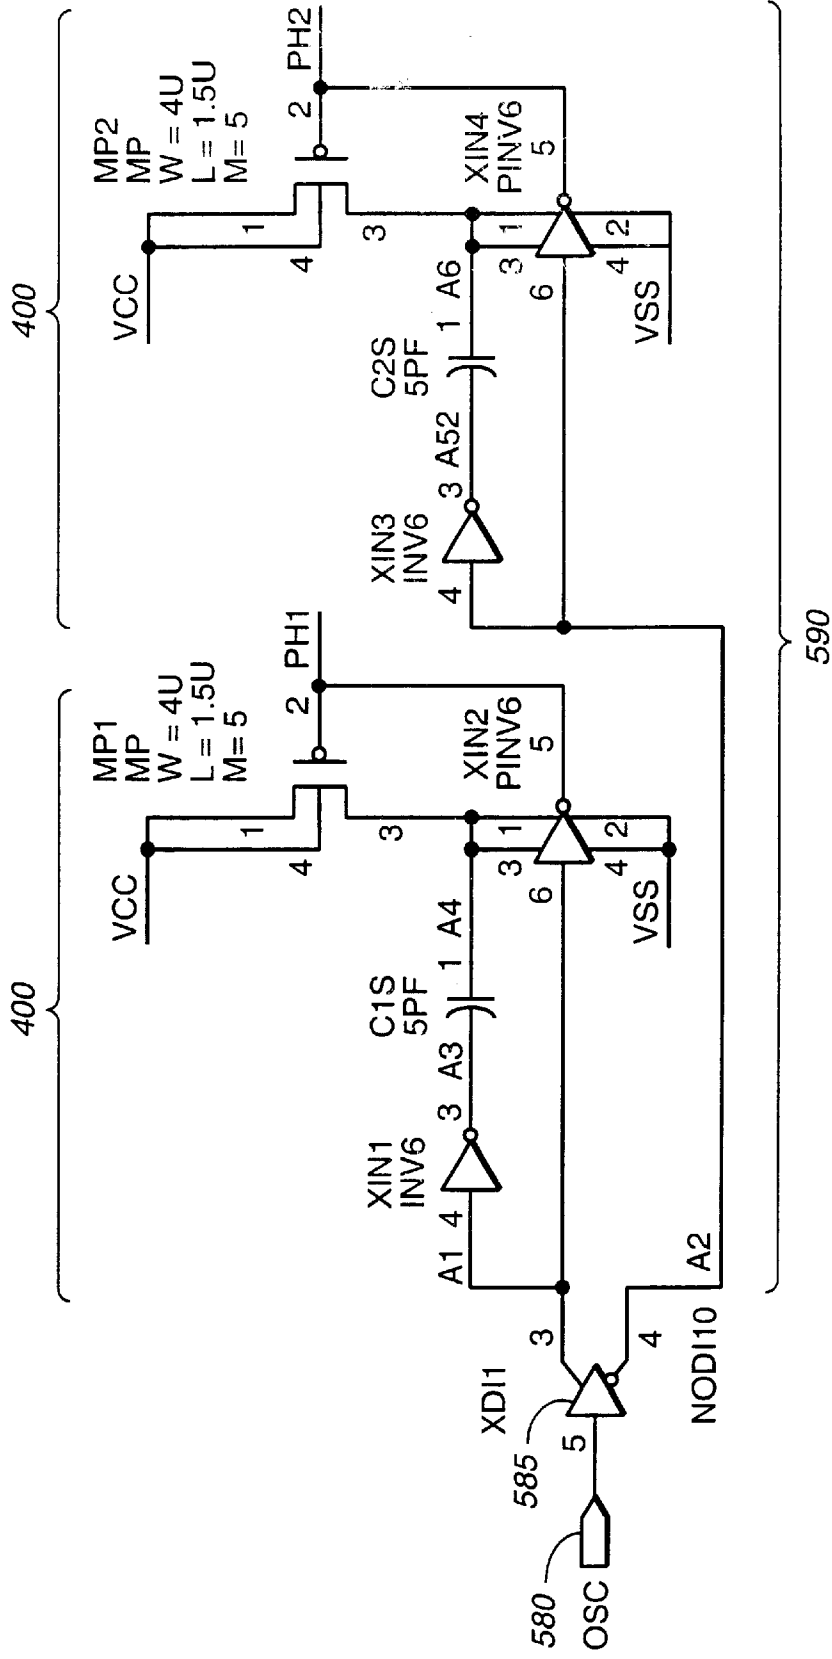 400
400
MP1
MP
W = 4U
L = 1.5U
M= 5
MP2
MP
W = 4U
L = 1.5U
M= 5
VCC
1
4
3
2
PH1
VCC
1
4
3
2
PH2
XIN1
INV6
A1
4
3
A3
C1S
5PF
1
A4
3
1
6
4
2
XIN2
PINV6
5
VSS
XIN3
INV6
4
3
A52
C2S
5PF
1
A6
3
1
6
4
2
XIN4
PINV6
5
VSS
580
OSC
585
5
XDI1
3
4
NODI10
A2
590